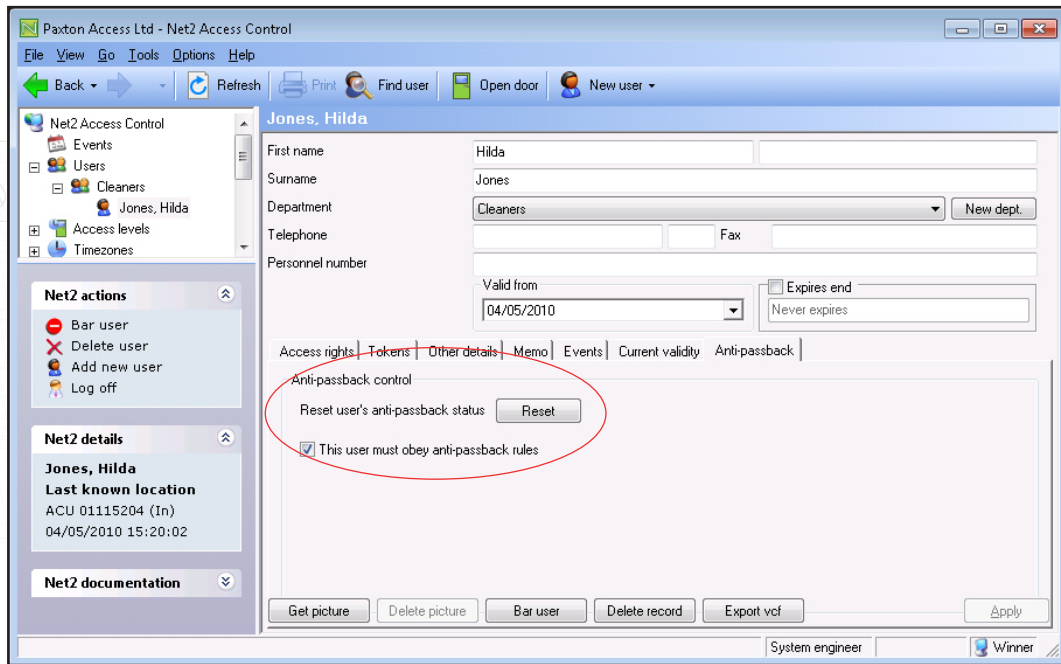 Paxton Access Ltd - Net2 Access Control
File View Go Tools Options Help
Back Refresh Print Find user Open door New user
Net2 Access Control
Events
Users
Cleaners
Jones, Hilda
Access levels
Timezones
Net2 actions
Bar user
Delete user
Add new user
Log off
Net2 details
Jones, Hilda
Last known location
ACU 01115204 (In)
04/05/2010 15:20:02
Net2 documentation
Jones, Hilda
First name Hilda
Surname Jones
Department Cleaners New dept.
Telephone Fax
Personnel number
Valid from Expires end
04/05/2010 Never expires
Access rights Tokens Other details Memo Events Current validity Anti-passback
Anti-passback control
Reset user's anti-passback status Reset
This user must obey anti-passback rules
Get picture Delete picture Bar user Delete record Export vcf Apply
System engineer Winner